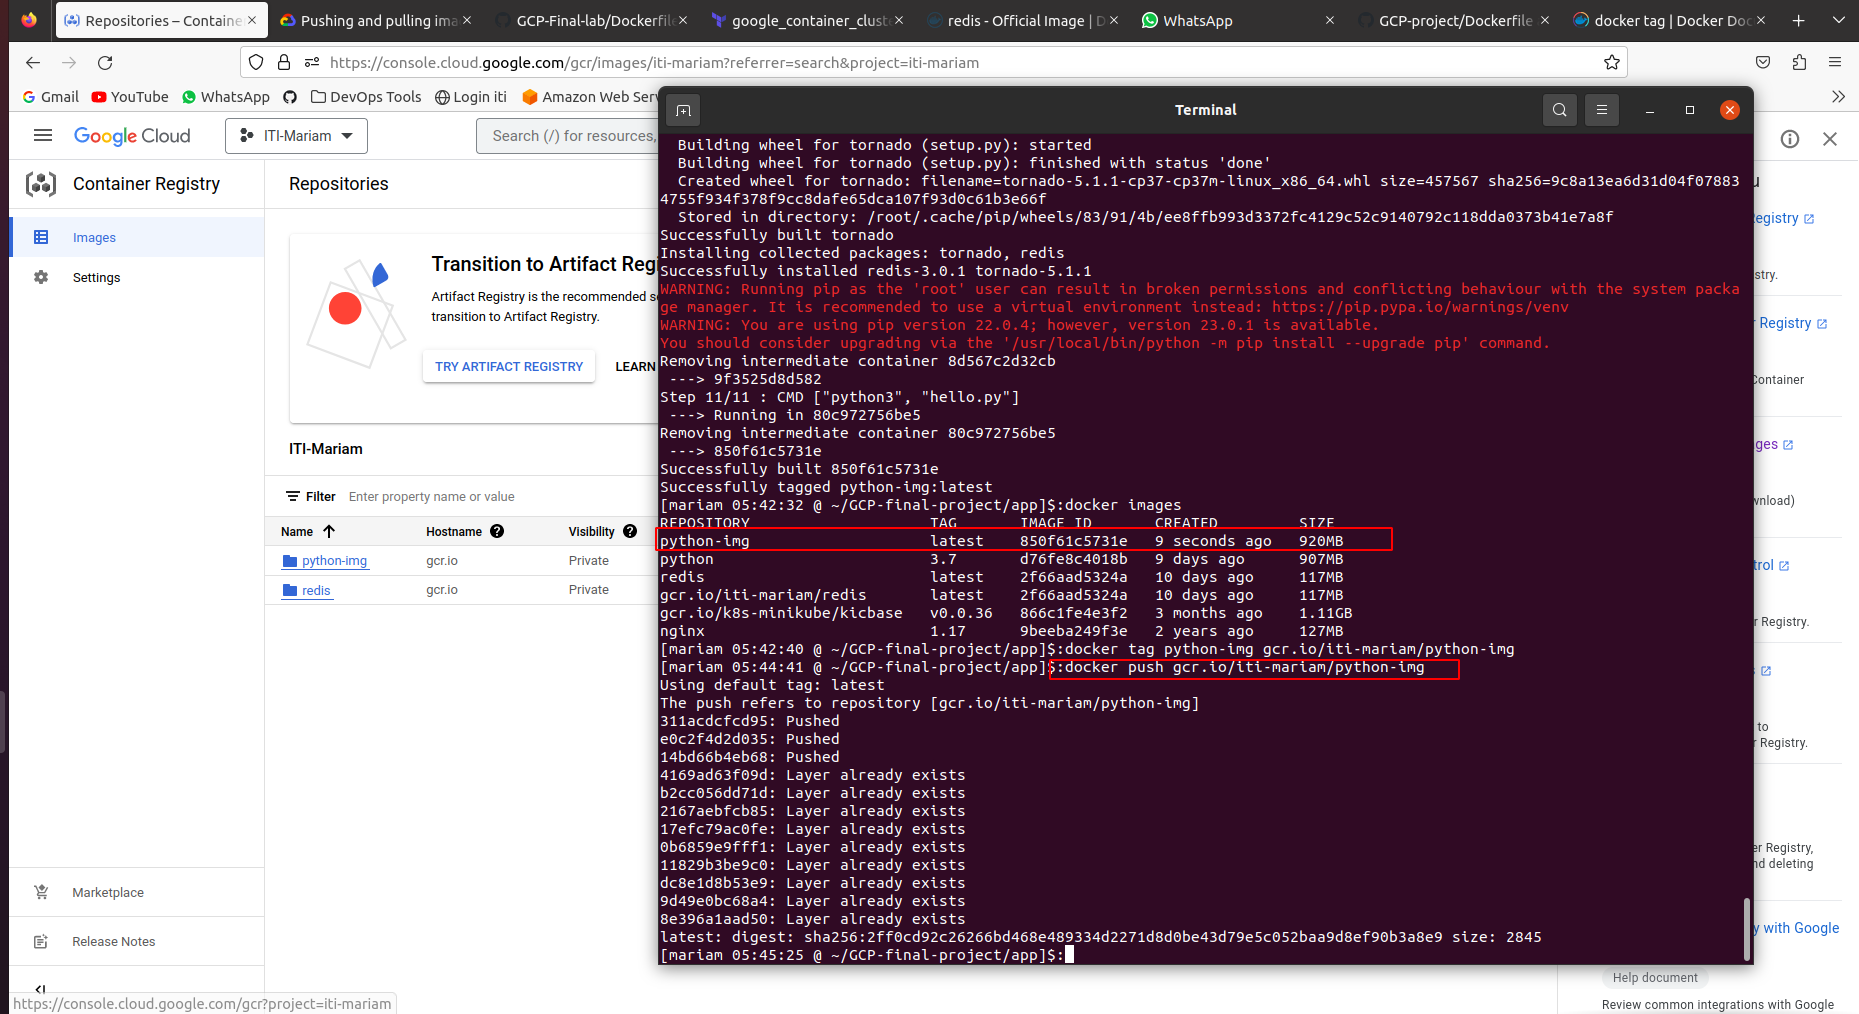 Repositories – Container
Pushing and pulling ima
GCP-Final-lab/Dockerfile
google_container_cluste
redis - Official Image | D
WhatsApp
GCP-project/Dockerfile
docker tag | Docker Doc
https://console.cloud.google.com/gcr/images/iti-mariam?referrer=search&project=iti-mariam
Gmail
YouTube
WhatsApp
DevOps Tools
Login iti
Amazon Web Serv
Google Cloud
ITI-Mariam
Search (/) for resources,
Container Registry
Images
Settings
Marketplace
Release Notes
Repositories
Transition to Artifact Regi
Artifact Registry is the recommended se
transition to Artifact Registry.
TRY ARTIFACT REGISTRY
LEARN
ITI-Mariam
Filter Enter property name or value
Name Hostname Visibility
python-img gcr.io Private
redis gcr.io Private
https://console.cloud.google.com/gcr?project=iti-mariam
Terminal
Building wheel for tornado (setup.py): started
Building wheel for tornado (setup.py): finished with status 'done'
Created wheel for tornado: filename=tornado-5.1.1-cp37-cp37m-linux_x86_64.whl size=457567 sha256=9c8a13ea6d31d04f07883
4755f934f378f9cc8dafe65dca107f93d0c61b3e66f
Stored in directory: /root/.cache/pip/wheels/83/91/4b/ee8ffb993d3372fc4129c52c9140792c118dda0373b41e7a8f
Successfully built tornado
Installing collected packages: tornado, redis
Successfully installed redis-3.0.1 tornado-5.1.1
WARNING: Running pip as the 'root' user can result in broken permissions and conflicting behaviour with the system packa
ge manager. It is recommended to use a virtual environment instead: https://pip.pypa.io/warnings/venv
WARNING: You are using pip version 22.0.4; however, version 23.0.1 is available.
You should consider upgrading via the '/usr/local/bin/python -m pip install --upgrade pip' command.
Removing intermediate container 8d567c2d32cb
---> 9f3525d8d582
Step 11/11 : CMD ["python3", "hello.py"]
---> Running in 80c972756be5
Removing intermediate container 80c972756be5
---> 850f61c5731e
Successfully built 850f61c5731e
Successfully tagged python-img:latest
[mariam 05:42:32 @ ~/GCP-final-project/app]$:docker images
REPOSITORY TAG IMAGE ID CREATED SIZE
python-img latest 850f61c5731e 9 seconds ago 920MB
python 3.7 d76fe8c4018b 9 days ago 907MB
redis latest 2f66aad5324a 10 days ago 117MB
gcr.io/iti-mariam/redis latest 2f66aad5324a 10 days ago 117MB
gcr.io/k8s-minikube/kicbase v0.0.36 866c1fe4e3f2 3 months ago 1.11GB
nginx 1.17 9beeba249f3e 2 years ago 127MB
[mariam 05:42:40 @ ~/GCP-final-project/app]$:docker tag python-img gcr.io/iti-mariam/python-img
[mariam 05:44:41 @ ~/GCP-final-project/app]$:docker push gcr.io/iti-mariam/python-img
Using default tag: latest
The push refers to repository [gcr.io/iti-mariam/python-img]
311acdcfcd95: Pushed
e0c2f4d2d035: Pushed
14bd66b4eb68: Pushed
4169ad63f09d: Layer already exists
b2cc056dd71d: Layer already exists
2167aebfcb85: Layer already exists
17efc79ac0fe: Layer already exists
0b6859e9fff1: Layer already exists
11829b3be9c0: Layer already exists
dc8e1d8b53e9: Layer already exists
9d49e0bc68a4: Layer already exists
8e396a1aad50: Layer already exists
latest: digest: sha256:2ff0cd92c26266bd468e489334d2271d8d0be43d79e5c052baa9d8ef90b3a8e9 size: 2845
[mariam 05:45:25 @ ~/GCP-final-project/app]$:
u
egistry
stry.
r Registry
Container
ges
wnload)
trol
r Registry.
s
to
r Registry.
er Registry,
nd deleting
y with Google
Help document
Review common integrations with Google